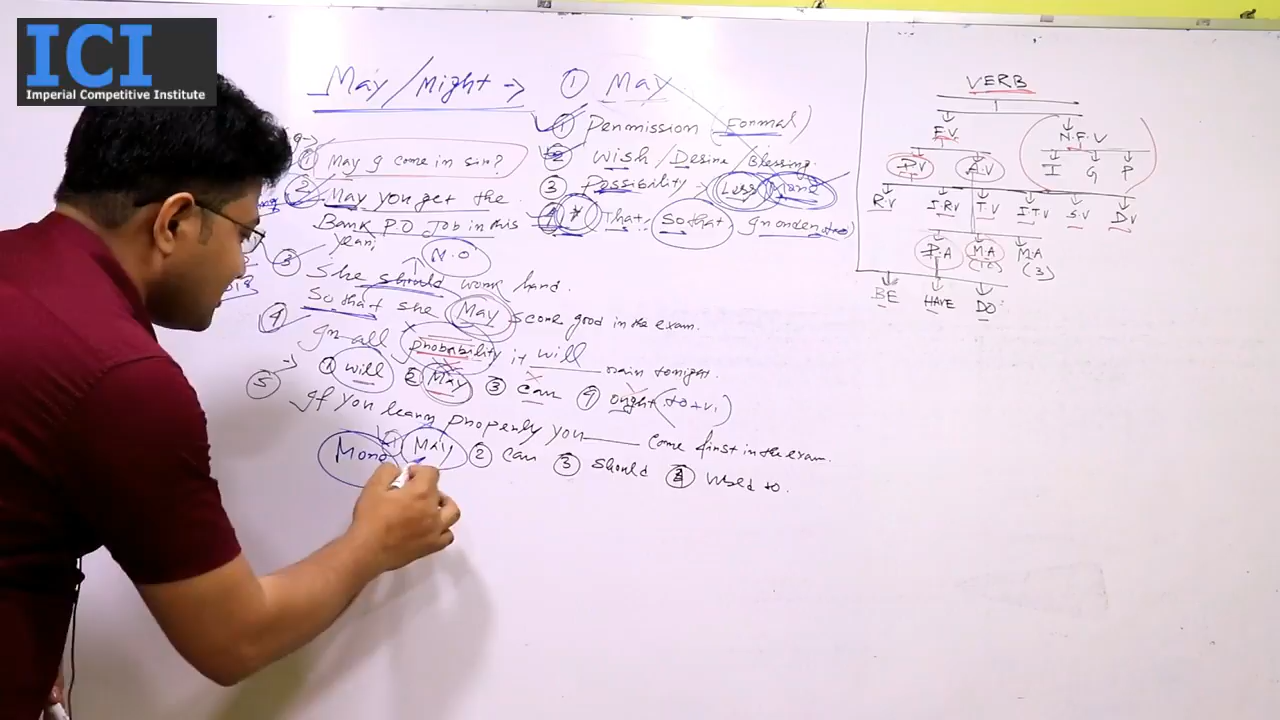 ICI
Imperial Competitive Institute
May/Might → ① May
① Permission (Formal)
① May I come in sir?
② Wish/Desire/Blessing.
② May you get the
③ Possibility → Less More
Bank P.O Job in this
④ * That, So that, In order that
year,
N.O
③ She should work hard.
So that she May score good in the exam.
④ In all probability it will rain tonight.
① will ② May ③ can ④ ought (to+V1)
⑤ If you learn properly you ____ come first in the exam.
More ① May ② can ③ should ④ used to.
VERB
F.V N.F.V
P.V A.V I G P
R.V I.RV T.V I.TV S.V D.V
P.A M.A M.A
(3)
BE HAVE DO